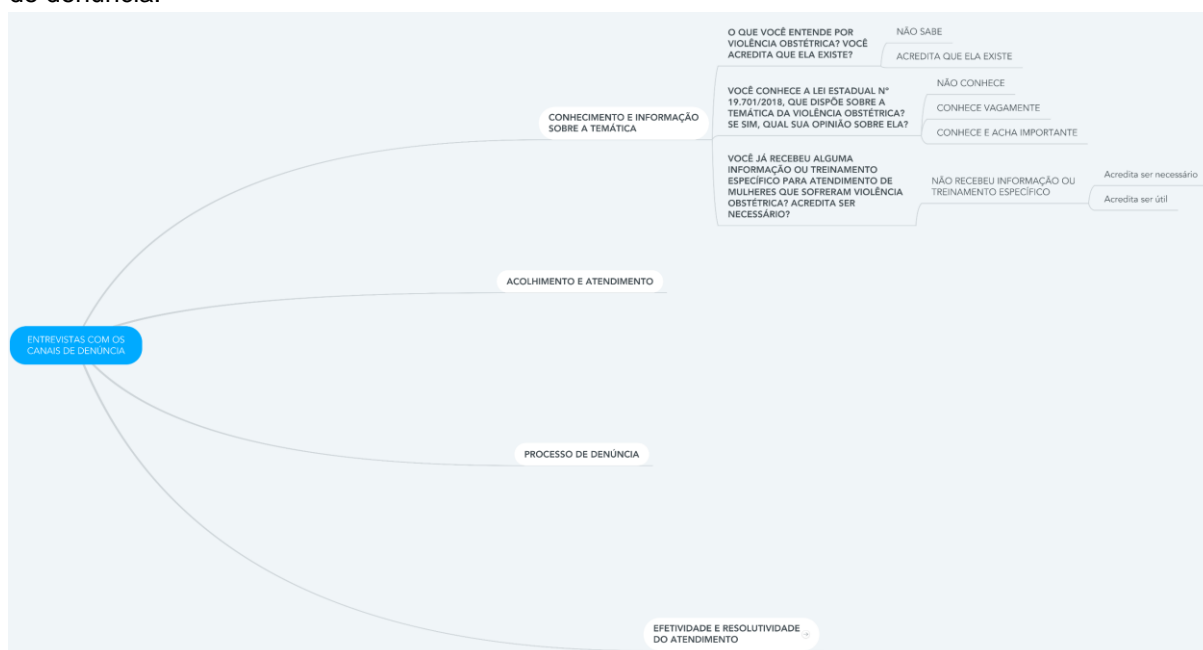 de denúncia.
O QUE VOCÊ ENTENDE POR
VIOLÊNCIA OBSTÉTRICA? VOCÊ
ACREDITA QUE ELA EXISTE?
NÃO SABE
ACREDITA QUE ELA EXISTE
CONHECIMENTO E INFORMAÇÃO
SOBRE A TEMÁTICA
VOCÊ CONHECE A LEI ESTADUAL Nº
19.701/2018, QUE DISPÕE SOBRE A
TEMÁTICA DA VIOLÊNCIA OBSTÉTRICA?
SE SIM, QUAL SUA OPINIÃO SOBRE ELA?
NÃO CONHECE
CONHECE VAGAMENTE
CONHECE E ACHA IMPORTANTE
VOCÊ JÁ RECEBEU ALGUMA
INFORMAÇÃO OU TREINAMENTO
ESPECÍFICO PARA ATENDIMENTO DE
MULHERES QUE SOFRERAM VIOLÊNCIA
OBSTÉTRICA? ACREDITA SER
NECESSÁRIO?
NÃO RECEBEU INFORMAÇÃO OU
TREINAMENTO ESPECÍFICO
Acredita ser necessário
Acredita ser útil
ACOLHIMENTO E ATENDIMENTO
ENTREVISTAS COM OS
CANAIS DE DENÚNCIA
PROCESSO DE DENÚNCIA
EFETIVIDADE E RESOLUTIVIDADE
DO ATENDIMENTO